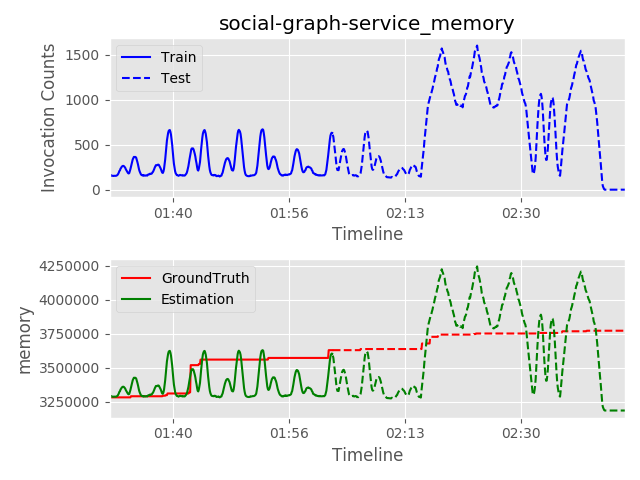 social-graph-service_memory
Invocation Counts
1500
1000
500
0
Train
Test
01:40
01:56
02:13
02:30
Timeline
memory
4250000
4000000
3750000
3500000
3250000
GroundTruth
Estimation
01:40
01:56
02:13
02:30
Timeline